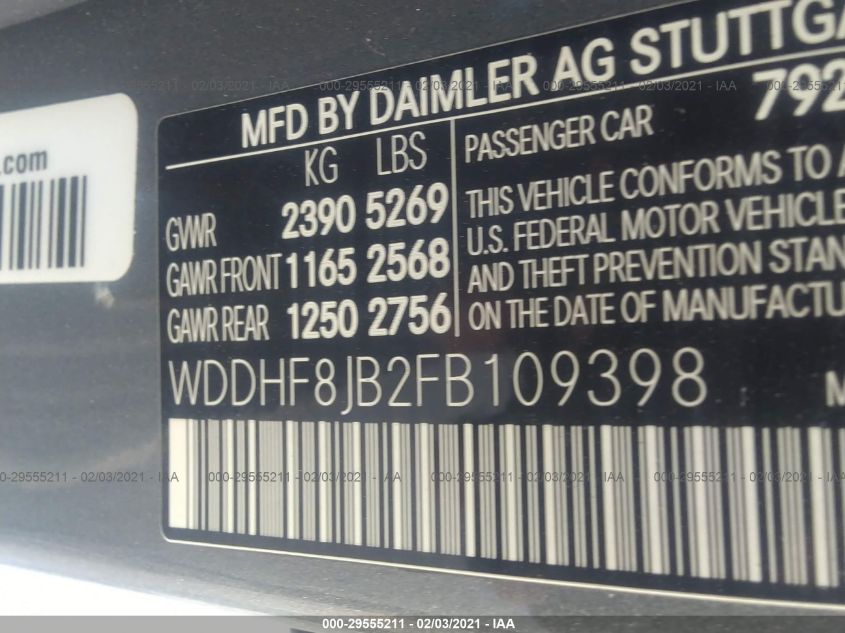 MFD BY DAIMLER AG STUTTGA
KG LBS
PASSENGER CAR 792
GVWR 2390 5269
GAWR FRONT 1165 2568
GAWR REAR 1250 2756
THIS VEHICLE CONFORMS TO A
U.S. FEDERAL MOTOR VEHICLE
AND THEFT PREVENTION STAN
ON THE DATE OF MANUFACTU
WDDHF8JB2FB109398
M
.com
000-29555211 - 02/03/2021 - IAA